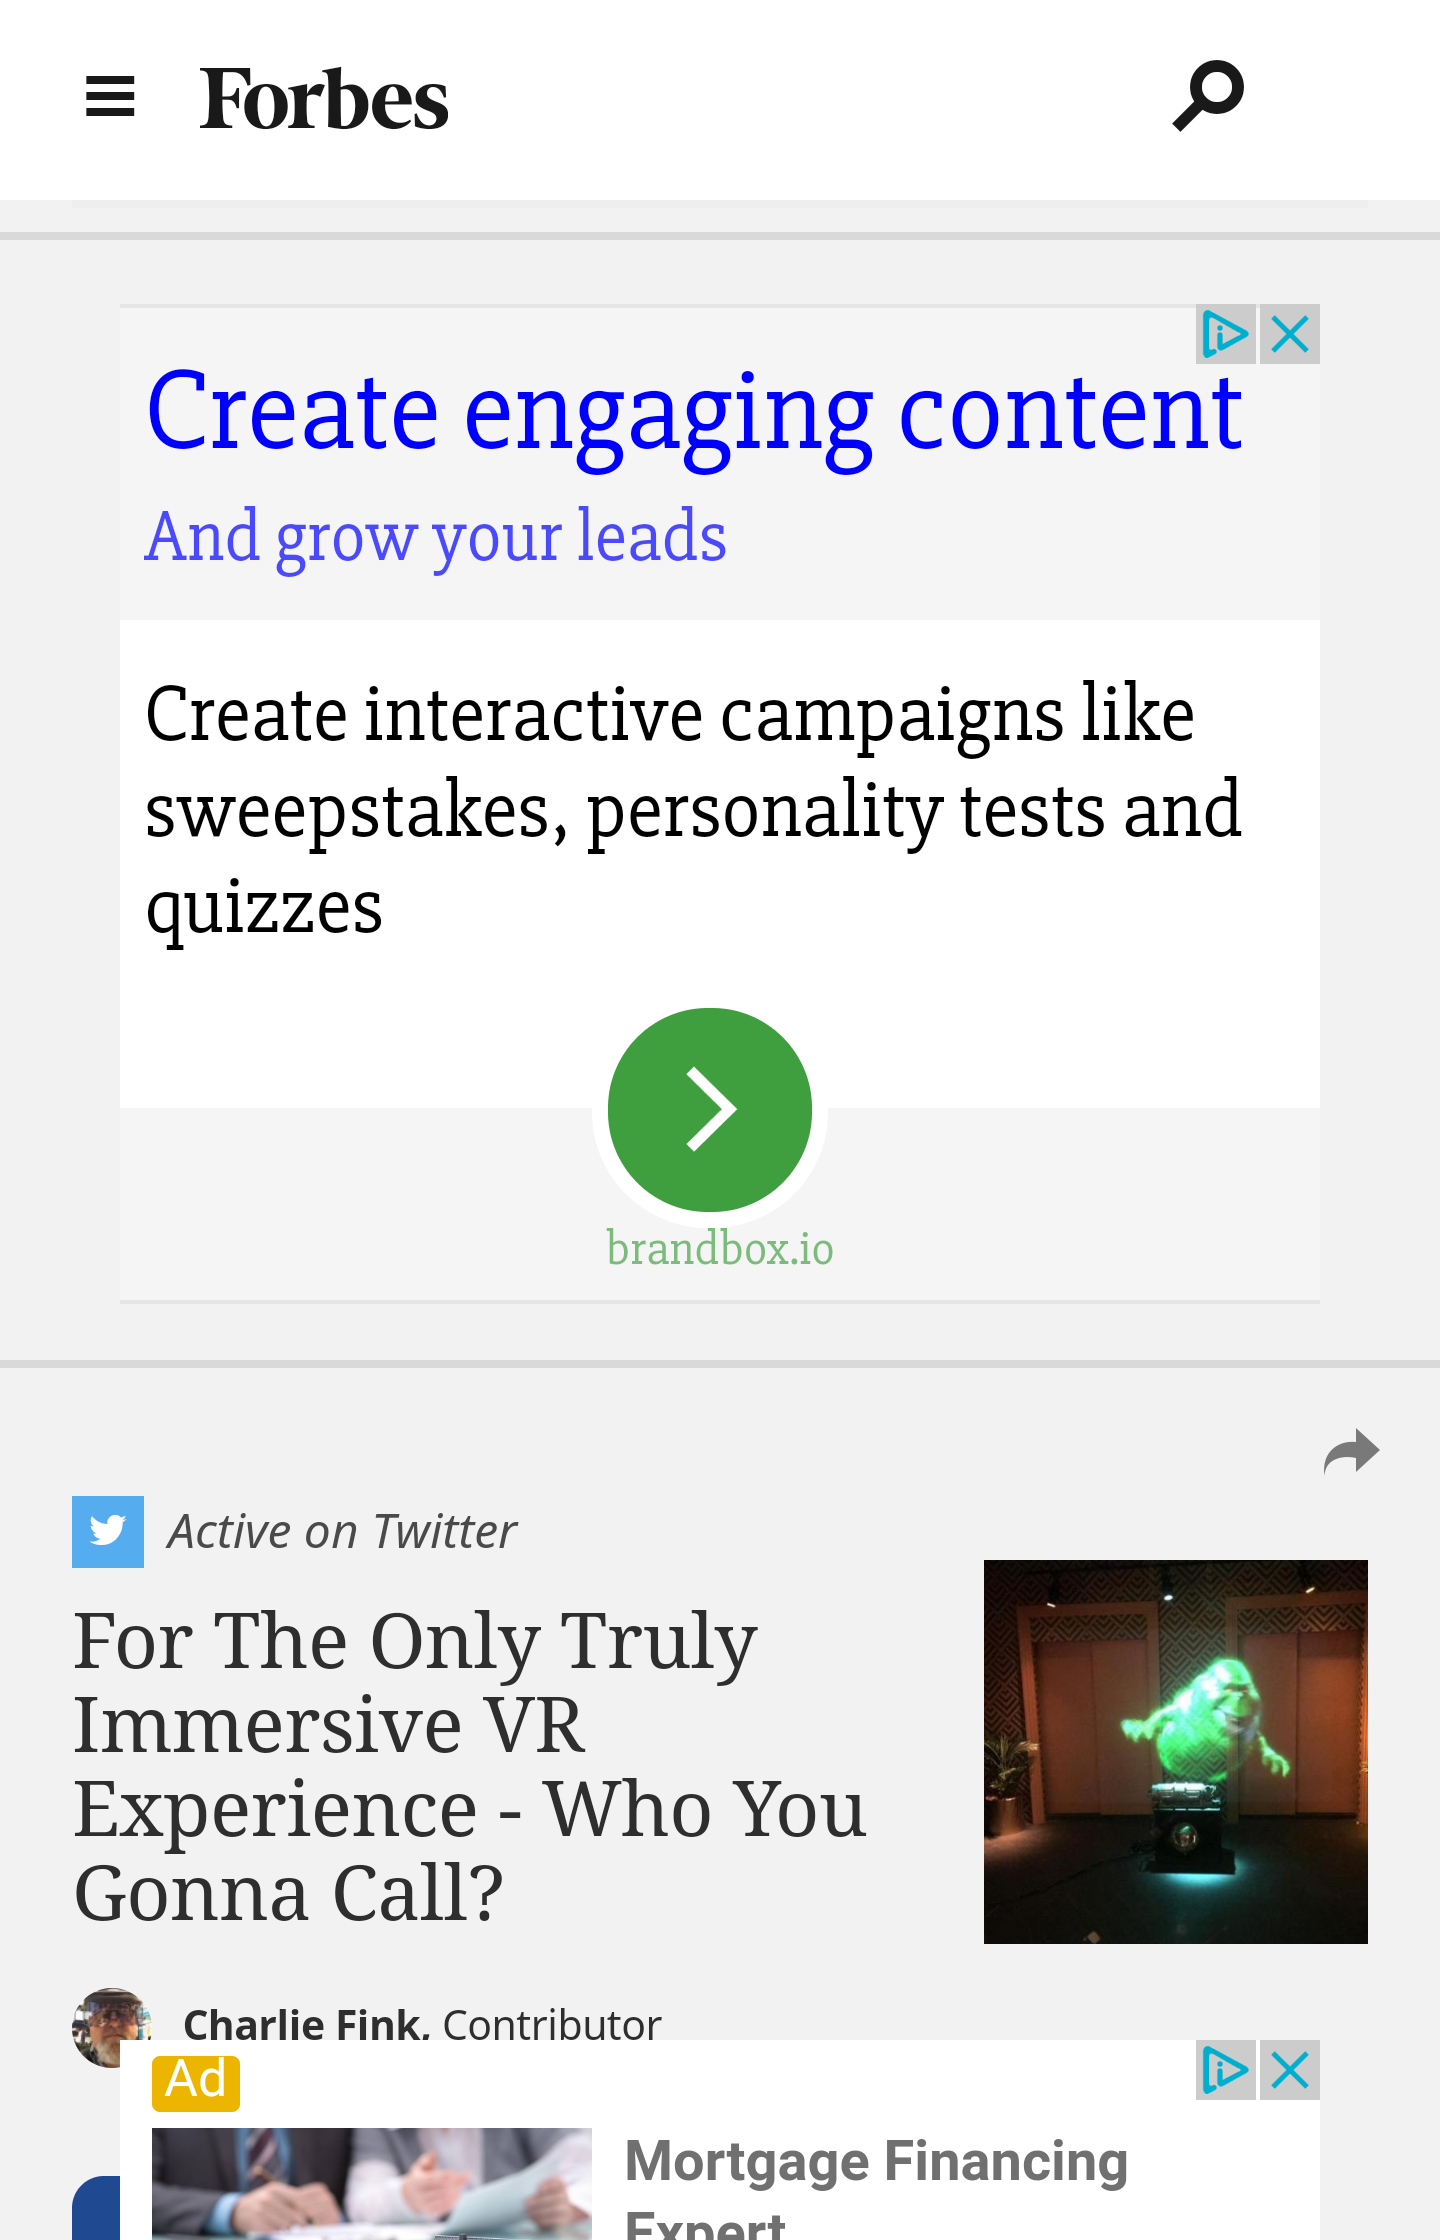 Forbes
Create engaging content
And grow your leads
Create interactive campaigns like
sweepstakes, personality tests and
quizzes
brandbox.io
Active on Twitter
For The Only Truly
Immersive VR
Experience - Who You
Gonna Call?
Charlie Fink, Contributor
Ad
Mortgage Financing
Expert